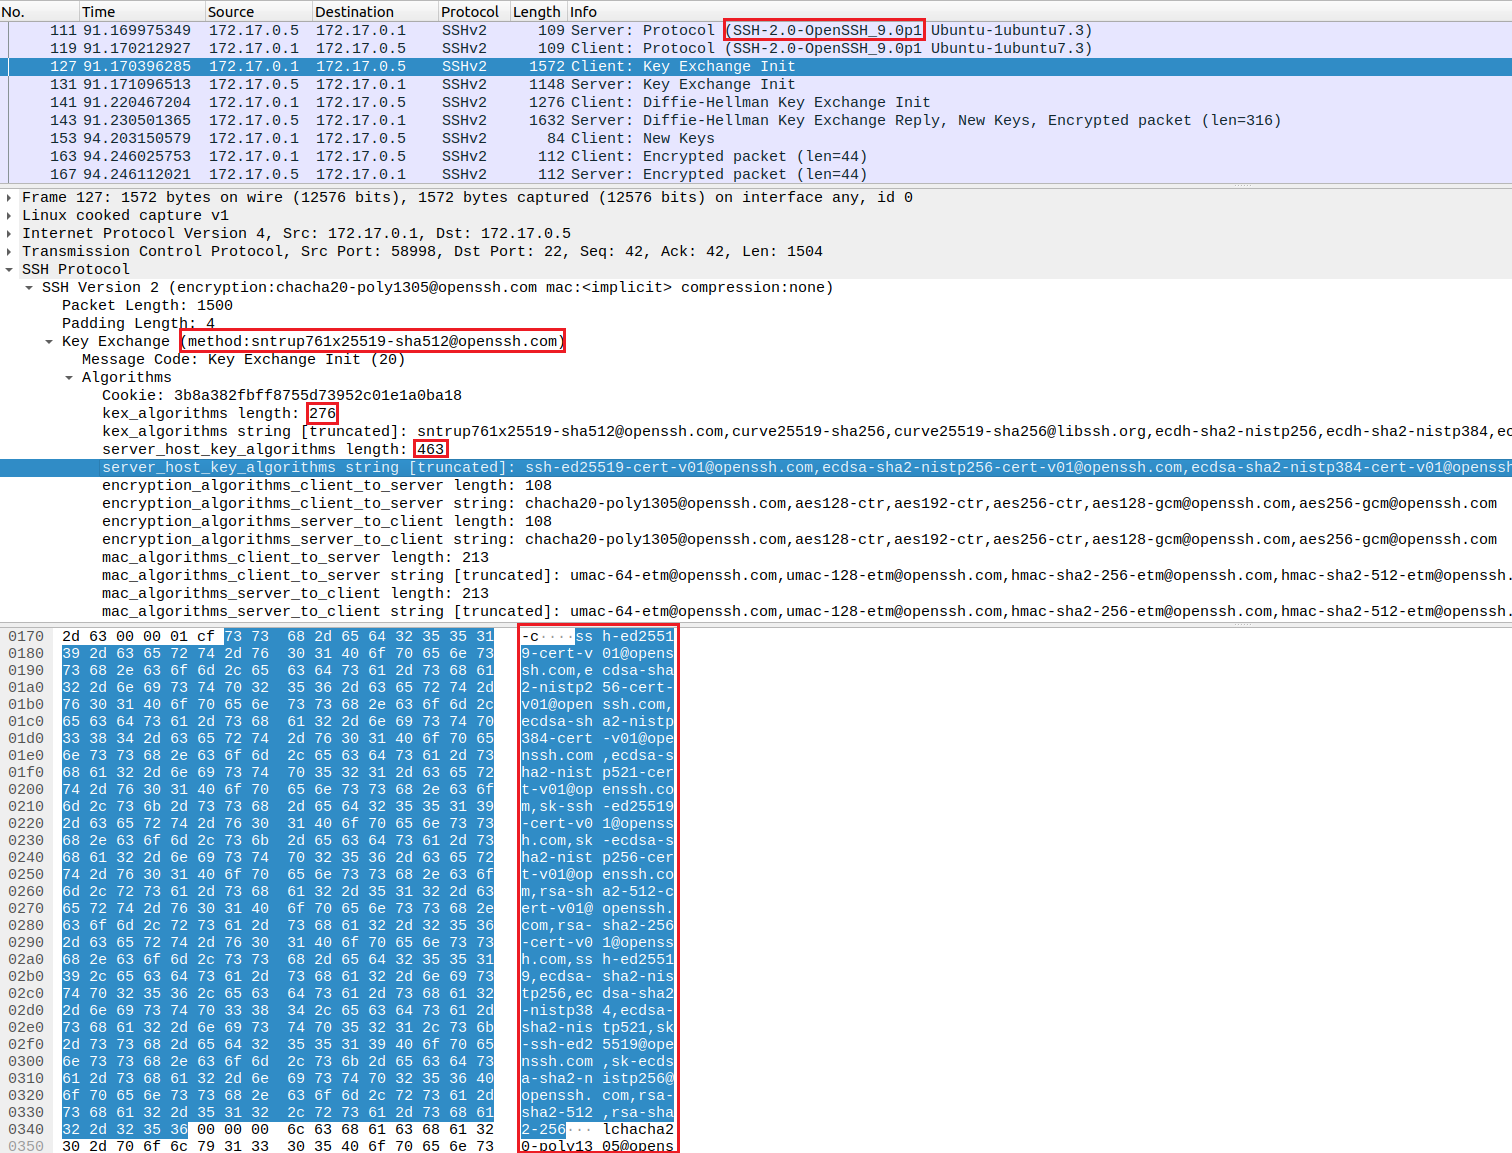 No. Time Source Destination Protocol Length Info
111 91.169975349 172.17.0.5 172.17.0.1 SSHv2 109 Server: Protocol (SSH-2.0-OpenSSH_9.0p1 Ubuntu-1ubuntu7.3)
119 91.170212927 172.17.0.1 172.17.0.5 SSHv2 109 Client: Protocol (SSH-2.0-OpenSSH_9.0p1 Ubuntu-1ubuntu7.3)
127 91.170396285 172.17.0.1 172.17.0.5 SSHv2 1572 Client: Key Exchange Init
131 91.171096513 172.17.0.5 172.17.0.1 SSHv2 1148 Server: Key Exchange Init
141 91.220467204 172.17.0.1 172.17.0.5 SSHv2 1276 Client: Diffie-Hellman Key Exchange Init
143 91.230501365 172.17.0.5 172.17.0.1 SSHv2 1632 Server: Diffie-Hellman Key Exchange Reply, New Keys, Encrypted packet (len=316)
153 94.203150579 172.17.0.1 172.17.0.5 SSHv2 84 Client: New Keys
163 94.246025753 172.17.0.1 172.17.0.5 SSHv2 112 Client: Encrypted packet (len=44)
167 94.246112021 172.17.0.5 172.17.0.1 SSHv2 112 Server: Encrypted packet (len=44)
Frame 127: 1572 bytes on wire (12576 bits), 1572 bytes captured (12576 bits) on interface any, id 0
Linux cooked capture v1
Internet Protocol Version 4, Src: 172.17.0.1, Dst: 172.17.0.5
Transmission Control Protocol, Src Port: 58998, Dst Port: 22, Seq: 42, Ack: 42, Len: 1504
SSH Protocol
SSH Version 2 (encryption:chacha20-poly1305@openssh.com mac:<implicit> compression:none)
Packet Length: 1500
Padding Length: 4
Key Exchange (method:sntrup761x25519-sha512@openssh.com)
Message Code: Key Exchange Init (20)
Algorithms
Cookie: 3b8a382fbff8755d73952c01e1a0ba18
kex_algorithms length: 276
kex_algorithms string [truncated]: sntrup761x25519-sha512@openssh.com,curve25519-sha256,curve25519-sha256@libssh.org,ecdh-sha2-nistp256,ecdh-sha2-nistp384,ec
server_host_key_algorithms length: 463
server_host_key_algorithms string [truncated]: ssh-ed25519-cert-v01@openssh.com,ecdsa-sha2-nistp256-cert-v01@openssh.com,ecdsa-sha2-nistp384-cert-v01@openssh
encryption_algorithms_client_to_server length: 108
encryption_algorithms_client_to_server string: chacha20-poly1305@openssh.com,aes128-ctr,aes192-ctr,aes256-ctr,aes128-gcm@openssh.com,aes256-gcm@openssh.com
encryption_algorithms_server_to_client length: 108
encryption_algorithms_server_to_client string: chacha20-poly1305@openssh.com,aes128-ctr,aes192-ctr,aes256-ctr,aes128-gcm@openssh.com,aes256-gcm@openssh.com
mac_algorithms_client_to_server length: 213
mac_algorithms_client_to_server string [truncated]: umac-64-etm@openssh.com,umac-128-etm@openssh.com,hmac-sha2-256-etm@openssh.com,hmac-sha2-512-etm@openssh.
mac_algorithms_server_to_client length: 213
mac_algorithms_server_to_client string [truncated]: umac-64-etm@openssh.com,umac-128-etm@openssh.com,hmac-sha2-256-etm@openssh.com,hmac-sha2-512-etm@openssh.
0170 2d 63 00 00 01 cf 73 73 68 2d 65 64 32 35 35 31 -c····ss h-ed2551
0180 39 2d 63 65 72 74 2d 76 30 31 40 6f 70 65 6e 73 9-cert-v 01@opens
0190 73 68 2e 63 6f 6d 2c 65 63 64 73 61 2d 73 68 61 sh.com,e cdsa-sha
01a0 32 2d 6e 69 73 74 70 32 35 36 2d 63 65 72 74 2d 2-nistp2 56-cert-
01b0 76 30 31 40 6f 70 65 6e 73 73 68 2e 63 6f 6d 2c v01@open ssh.com,
01c0 65 63 64 73 61 2d 73 68 61 32 2d 6e 69 73 74 70 ecdsa-sh a2-nistp
01d0 33 38 34 2d 63 65 72 74 2d 76 30 31 40 6f 70 65 384-cert -v01@ope
01e0 6e 73 73 68 2e 63 6f 6d 2c 65 63 64 73 61 2d 73 nssh.com ,ecdsa-s
01f0 68 61 32 2d 6e 69 73 74 70 35 32 31 2d 63 65 72 ha2-nist p521-cer
0200 74 2d 76 30 31 40 6f 70 65 6e 73 73 68 2e 63 6f t-v01@op enssh.co
0210 6d 2c 73 6b 2d 73 73 68 2d 65 64 32 35 35 31 39 m,sk-ssh -ed25519
0220 2d 63 65 72 74 2d 76 30 31 40 6f 70 65 6e 73 73 -cert-v0 1@openss
0230 68 2e 63 6f 6d 2c 73 6b 2d 65 63 64 73 61 2d 73 h.com,sk -ecdsa-s
0240 68 61 32 2d 6e 69 73 74 70 32 35 36 2d 63 65 72 ha2-nist p256-cer
0250 74 2d 76 30 31 40 6f 70 65 6e 73 73 68 2e 63 6f t-v01@op enssh.co
0260 6d 2c 72 73 61 2d 73 68 61 32 2d 35 31 32 2d 63 m,rsa-sh a2-512-c
0270 65 72 74 2d 76 30 31 40 6f 70 65 6e 73 73 68 2e ert-v01@ openssh.
0280 63 6f 6d 2c 72 73 61 2d 73 68 61 32 2d 32 35 36 com,rsa- sha2-256
0290 2d 63 65 72 74 2d 76 30 31 40 6f 70 65 6e 73 73 -cert-v0 1@openss
02a0 68 2e 63 6f 6d 2c 73 73 68 2d 65 64 32 35 35 31 h.com,ss h-ed2551
02b0 39 2c 65 63 64 73 61 2d 73 68 61 32 2d 6e 69 73 9,ecdsa- sha2-nis
02c0 74 70 32 35 36 2c 65 63 64 73 61 2d 73 68 61 32 tp256,ec dsa-sha2
02d0 2d 6e 69 73 74 70 33 38 34 2c 65 63 64 73 61 2d -nistp38 4,ecdsa-
02e0 73 68 61 32 2d 6e 69 73 74 70 35 32 31 2c 73 6b sha2-nis tp521,sk
02f0 2d 73 73 68 2d 65 64 32 35 35 31 39 40 6f 70 65 -ssh-ed2 5519@ope
0300 6e 73 73 68 2e 63 6f 6d 2c 73 6b 2d 65 63 64 73 nssh.com ,sk-ecds
0310 61 2d 73 68 61 32 2d 6e 69 73 74 70 32 35 36 40 a-sha2-n istp256@
0320 6f 70 65 6e 73 73 68 2e 63 6f 6d 2c 72 73 61 2d openssh. com,rsa-
0330 73 68 61 32 2d 35 31 32 2c 72 73 61 2d 73 68 61 sha2-512 ,rsa-sha
0340 32 2d 32 35 36 00 00 00 6c 63 68 61 63 68 61 32 2-256··· lchacha2
0350 30 2d 70 6f 6c 79 31 33 30 35 40 6f 70 65 6e 73 0-poly13 05@opens